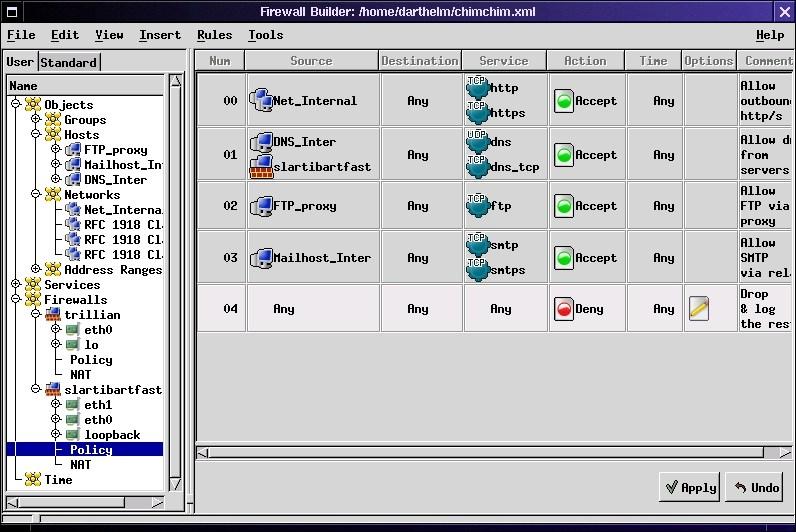 Firewall Builder: /home/darthelm/chimchim.xml
File Edit View Insert Rules Tools Help
User Standard
Name
Objects
Groups
Hosts
FTP_proxy
Mailhost_In
DNS_Inter
Networks
Net_Interna
RFC 1918 Cl
RFC 1918 Cl
RFC 1918 Cl
Address Ranges
Services
Firewalls
trillian
eth0
lo
Policy
NAT
slartibartfast
eth1
eth0
loopback
Policy
NAT
Time
Num Source Destination Service Action Time Options Comment
00 Net_Internal Any TCP http Accept Any Allow
outboun
TCP https http/s
01 DNS_Inter Any UDP dns Accept Any Allow d
from
slartibartfast TCP dns_tcp servers
02 FTP_proxy Any TCP ftp Accept Any Allow
FTP via
proxy
03 Mailhost_Inter Any TCP smtp Accept Any Allow
SMTP
TCP smtps via rel
04 Any Any Any Deny Any Drop
& log
the res
Apply Undo